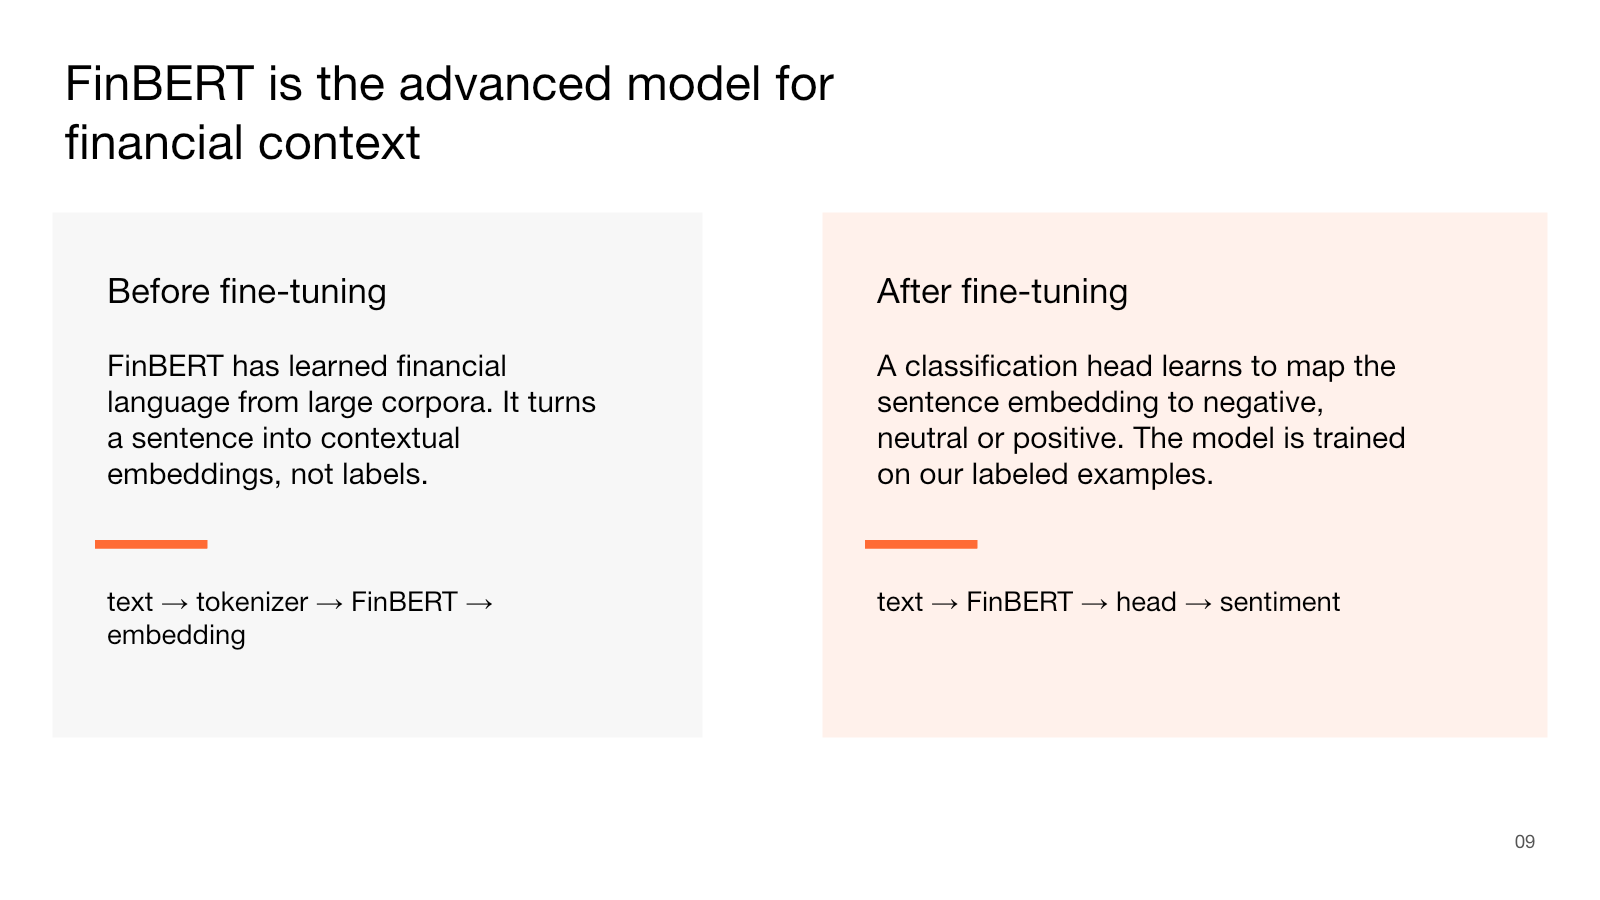 FinBERT is the advanced model for
financial context
Before fine-tuning
FinBERT has learned financial
language from large corpora. It turns
a sentence into contextual
embeddings, not labels.
text → tokenizer → FinBERT →
embedding
After fine-tuning
A classification head learns to map the
sentence embedding to negative,
neutral or positive. The model is trained
on our labeled examples.
text → FinBERT → head → sentiment
09